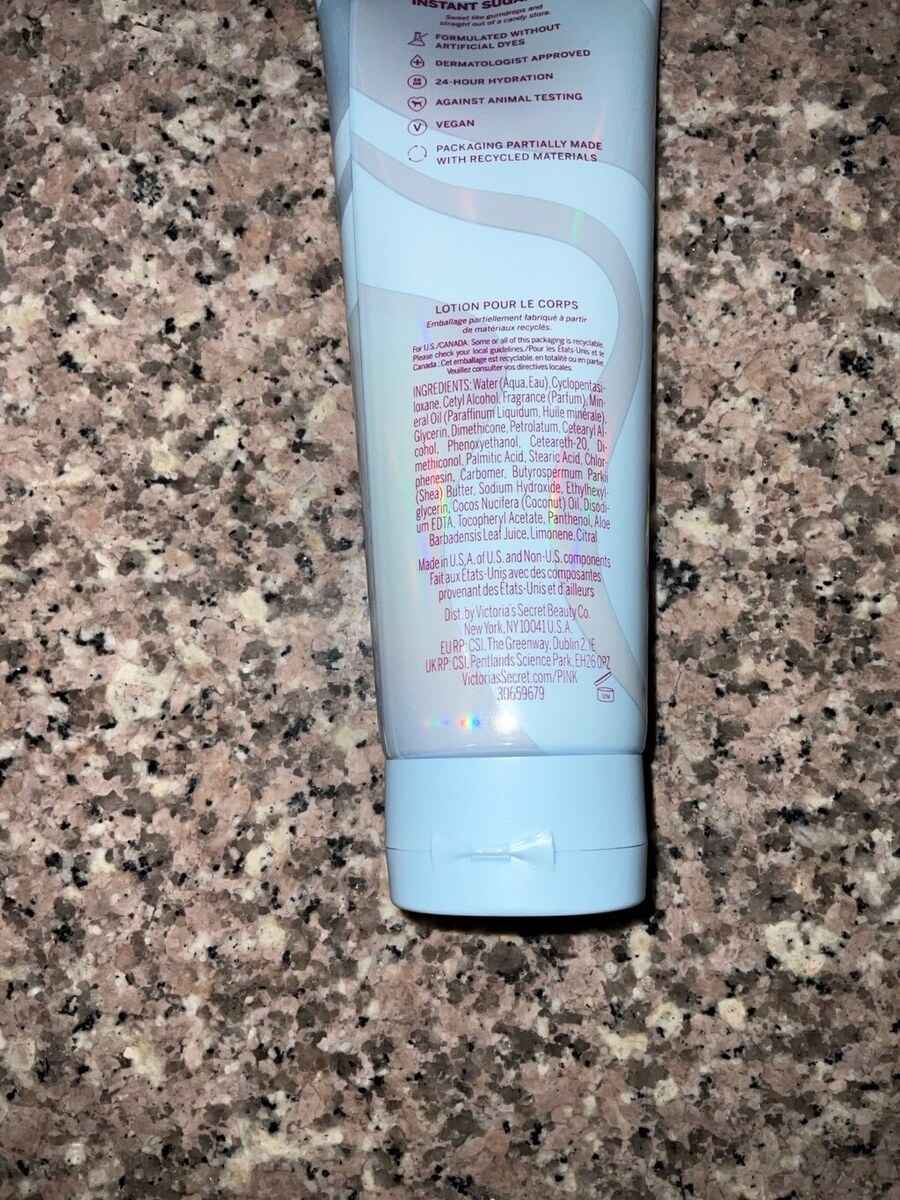 INSTANT
Sweet like gumdrops and
straight out of a candy store.
FORMULATED WITHOUT
ARTIFICIAL DYES
DERMATOLOGIST APPROVED
24-HOUR HYDRATION
AGAINST ANIMAL TESTING
V VEGAN
PACKAGING PARTIALLY MADE
WITH RECYCLED MATERIALS
LOTION POUR LE CORPS
Emballage partiellement fabriqué à partir
de matériaux recyclés.
For U.S./CANADA: Some or all of this packaging is recyclable.
Please check your local guidelines./Pour les États-Unis et le
Canada : Cet emballage est recyclable, en totalité ou en partie.
Veuillez consulter vos directives locales.
INGREDIENTS: Water (Aqua, Eau), Cyclopentasi-
loxane, Cetyl Alcohol, Fragrance (Parfum), Min-
eral Oil (Paraffinum Liquidum, Huile minérale),
Glycerin, Dimethicone, Petrolatum, Cetearyl Al-
cohol, Phenoxyethanol, Ceteareth-20, Di-
methiconol, Palmitic Acid, Stearic Acid, Chlor-
phenesin, Carbomer, Butyrospermum Parkii
(Shea) Butter, Sodium Hydroxide, Ethylhexyl-
glycerin, Cocos Nucifera (Coconut) Oil, Disodi-
um EDTA, Tocopheryl Acetate, Panthenol, Aloe
Barbadensis Leaf Juice, Limonene, Citral.
Made in U.S.A. of U.S. and Non-U.S. components
Fait aux États-Unis avec des composantes
provenant des États-Unis et d'ailleurs
Dist. by Victoria's Secret Beauty Co.
New York, NY 10041 U.S.A.
EU RP: CSI, The Greenway, Dublin 2, IE
UK RP: CSI, Pentlands Science Park, EH26 0PZ
VictoriasSecret.com/PINK
30659679
12M